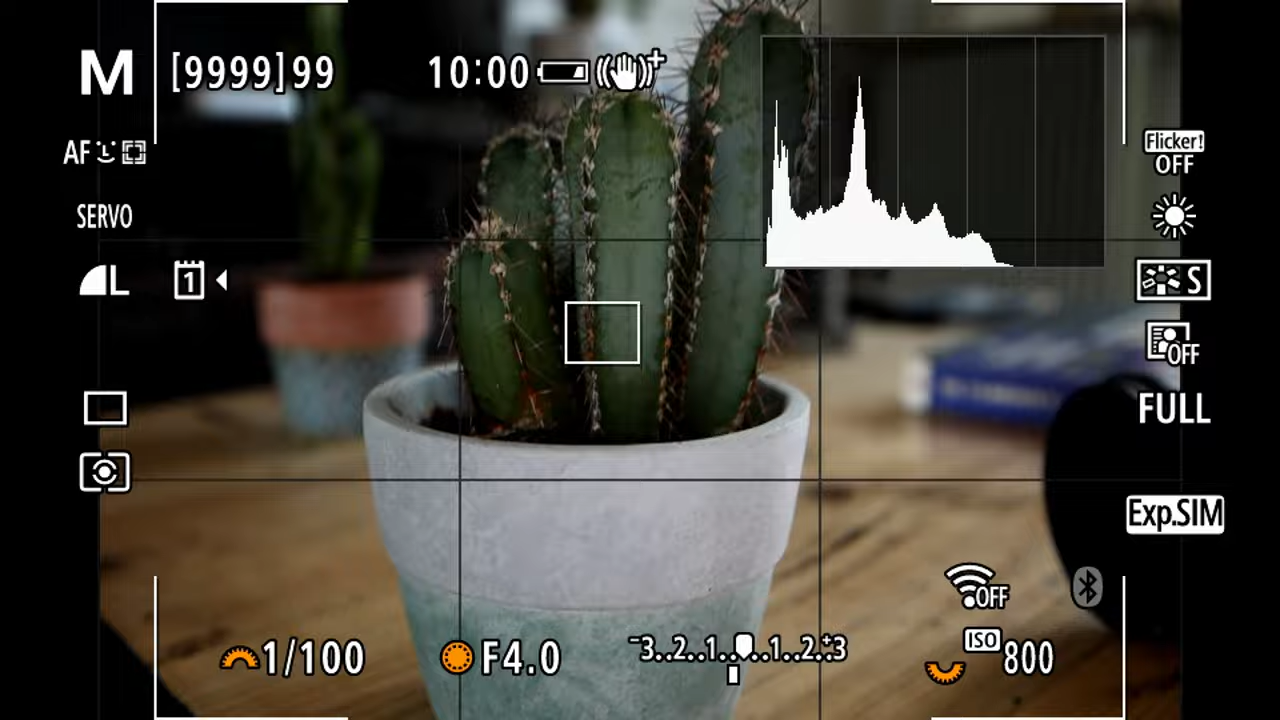 M
[9999]99
10:00
AF
SERVO
L
1
Flicker!
OFF
S
OFF
FULL
Exp.SIM
OFF
1/100
F4.0
-3..2..1....1..2..+3
ISO
800